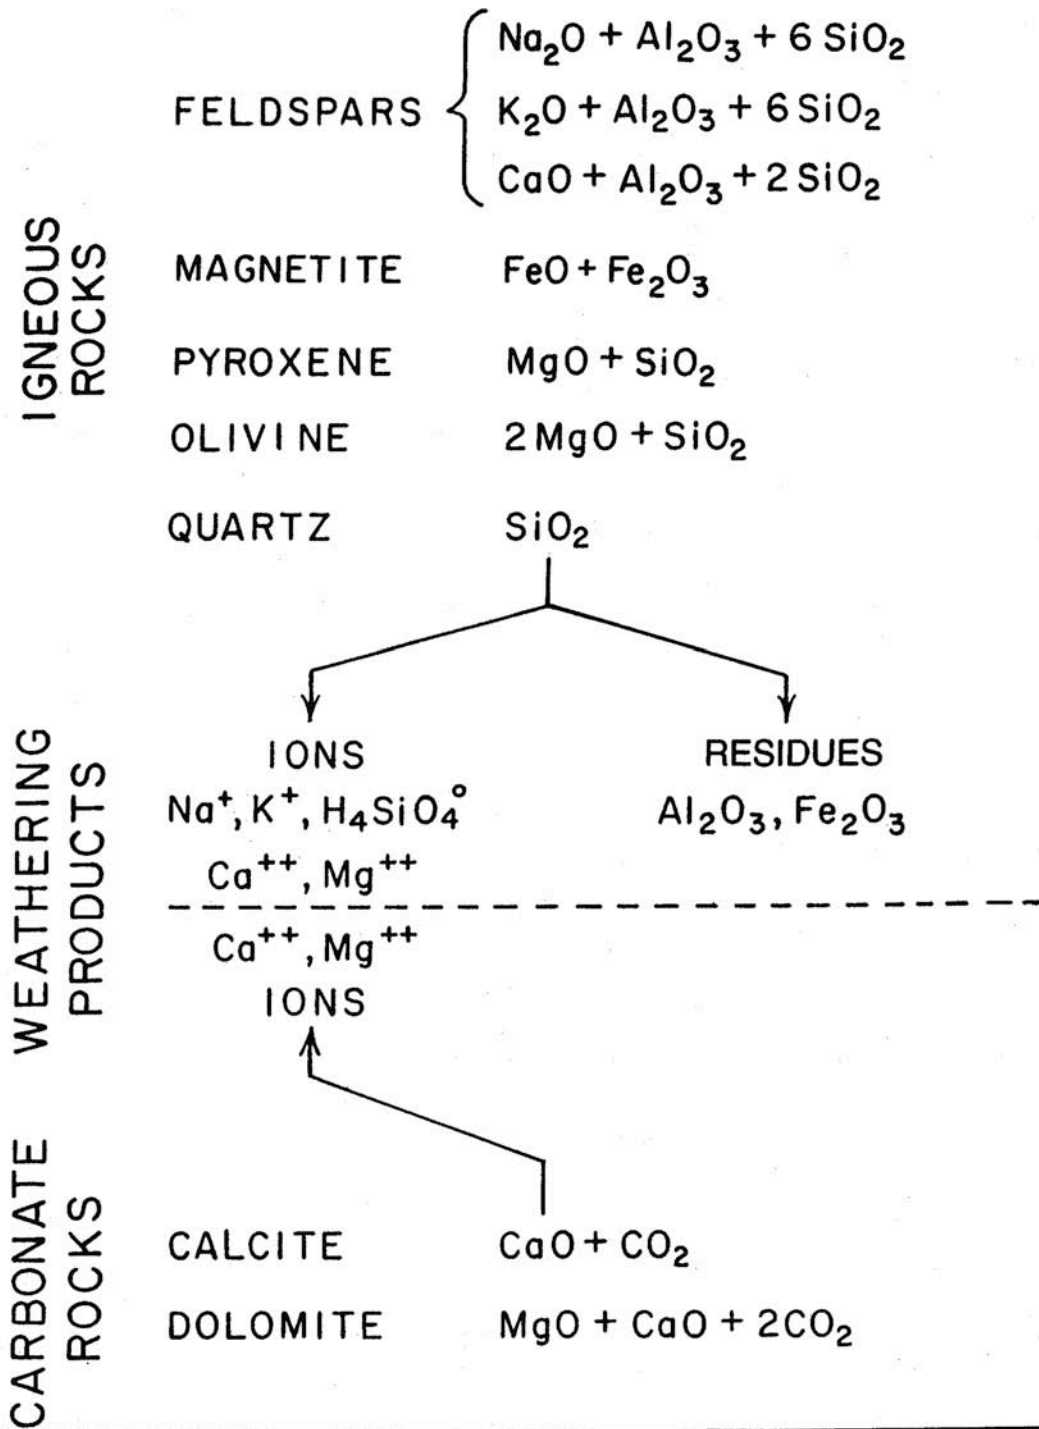 IGNEOUS
ROCKS
FELDSPARS
Na₂O + Al₂O₃ + 6 SiO₂
K₂O + Al₂O₃ + 6 SiO₂
CaO + Al₂O₃ + 2 SiO₂
MAGNETITE FeO + Fe₂O₃
PYROXENE MgO + SiO₂
OLIVINE 2 MgO + SiO₂
QUARTZ SiO₂
WEATHERING
PRODUCTS
IONS
Na⁺, K⁺, H₄SiO₄°
Ca⁺⁺, Mg⁺⁺
RESIDUES
Al₂O₃, Fe₂O₃
Ca⁺⁺, Mg⁺⁺
IONS
CARBONATE
ROCKS
CALCITE CaO + CO₂
DOLOMITE MgO + CaO + 2CO₂